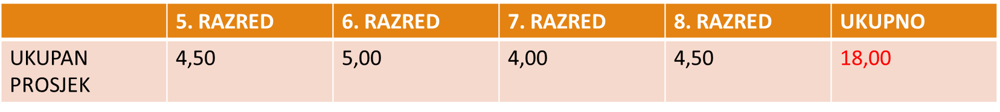 5. RAZRED 6. RAZRED 7. RAZRED 8. RAZRED UKUPNO
UKUPAN 4,50 5,00 4,00 4,50 18,00
PROSJEK